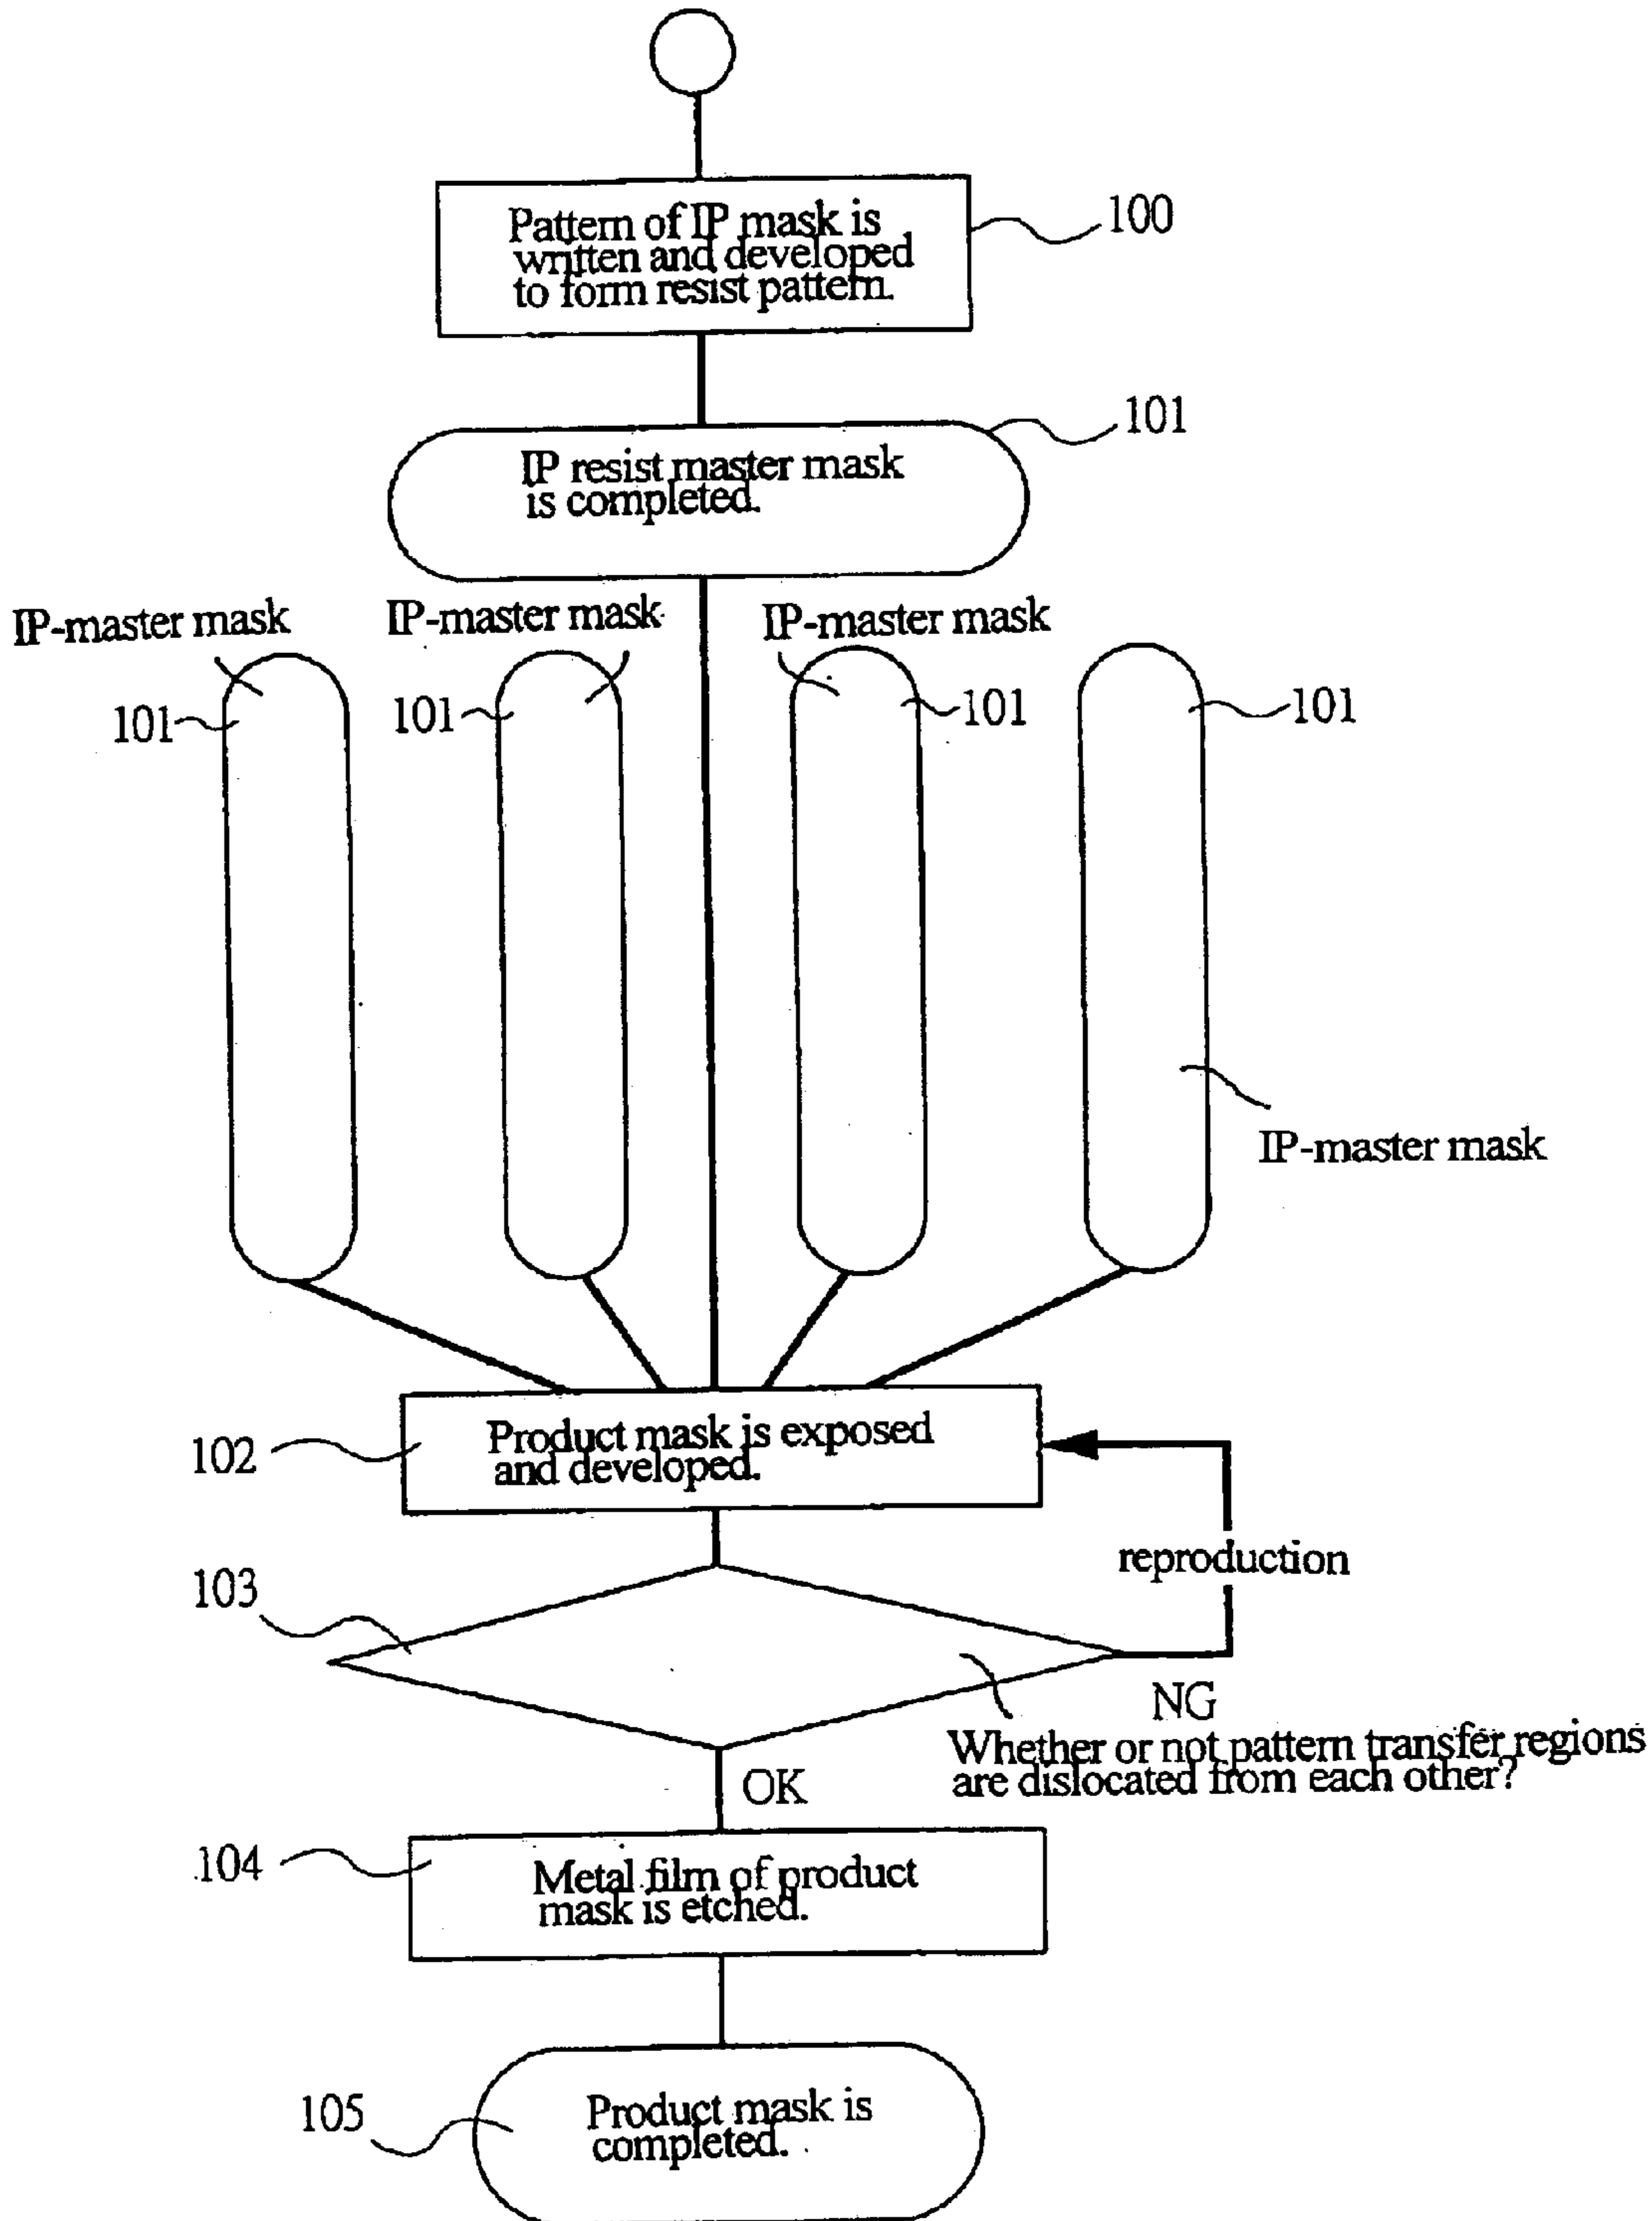 Pattern of IP mask is
written and developed
to form resist pattern.
100
101
IP resist master mask
is completed.
IP-master mask
IP-master mask
IP-master mask
101
101
101
101
IP-master mask
102
Product mask is exposed
and developed.
reproduction
103
NG
Whether or not pattern transfer regions
are dislocated from each other?
OK
104
Metal film of product
mask is etched.
105
Product mask is
completed.